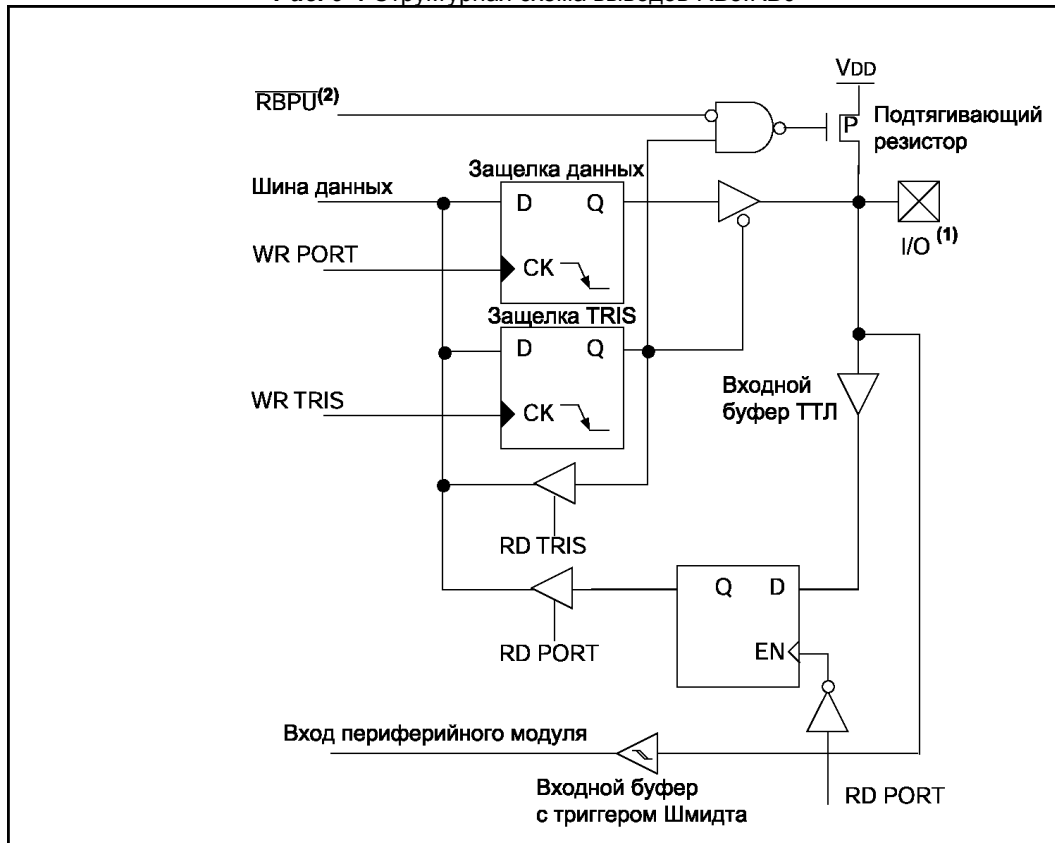 VDD
RBPU(2)
P
Подтягивающий
резистор
Защелка данных
Шина данных
D Q
I/O (1)
WR PORT
CK
Защелка TRIS
D Q
Входной
буфер ТТЛ
WR TRIS
CK
RD TRIS
Q D
RD PORT
EN
Вход периферийного модуля
Входной буфер
с триггером Шмидта
RD PORT